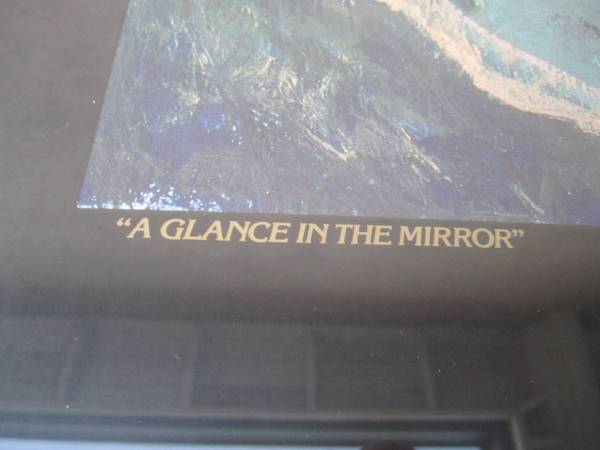 “A GLANCE IN THE MIRROR”